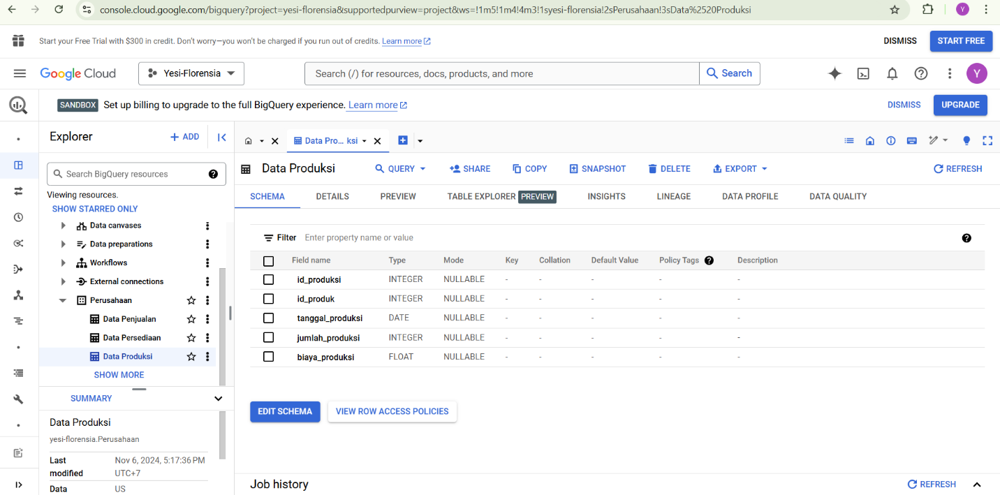 console.cloud.google.com/bigquery?project=yesi-florensia&supportedpurview=project&ws=!1m5!1m4!4m3!1syesi-florensia!2sPerusahaan!3sData%2520Produksi
Y
Start your Free Trial with $300 in credit. Don't worry—you won't be charged if you run out of credits. Learn more
DISMISS
START FREE
Google Cloud
Yesi-Florensia
Search (/) for resources, docs, products, and more
Search
Y
SANDBOX Set up billing to upgrade to the full BigQuery experience. Learn more
DISMISS
UPGRADE
Explorer
+ ADD
Search BigQuery resources
Viewing resources.
SHOW STARRED ONLY
Data canvases
Data preparations
Workflows
External connections
Perusahaan
Data Penjualan
Data Persediaan
Data Produksi
SHOW MORE
SUMMARY
Data Produksi
yesi-florensia.Perusahaan
Last modified Nov 6, 2024, 5:17:36 PM UTC+7
Data US
Data Pro... ksi
Data Produksi
QUERY SHARE COPY SNAPSHOT DELETE EXPORT REFRESH
SCHEMA DETAILS PREVIEW TABLE EXPLORER PREVIEW INSIGHTS LINEAGE DATA PROFILE DATA QUALITY
Filter Enter property name or value
Field name Type Mode Key Collation Default Value Policy Tags Description
id_produksi INTEGER NULLABLE - - - - -
id_produk INTEGER NULLABLE - - - - -
tanggal_produksi DATE NULLABLE - - - - -
jumlah_produksi INTEGER NULLABLE - - - - -
biaya_produksi FLOAT NULLABLE - - - - -
EDIT SCHEMA
VIEW ROW ACCESS POLICIES
Job history
REFRESH